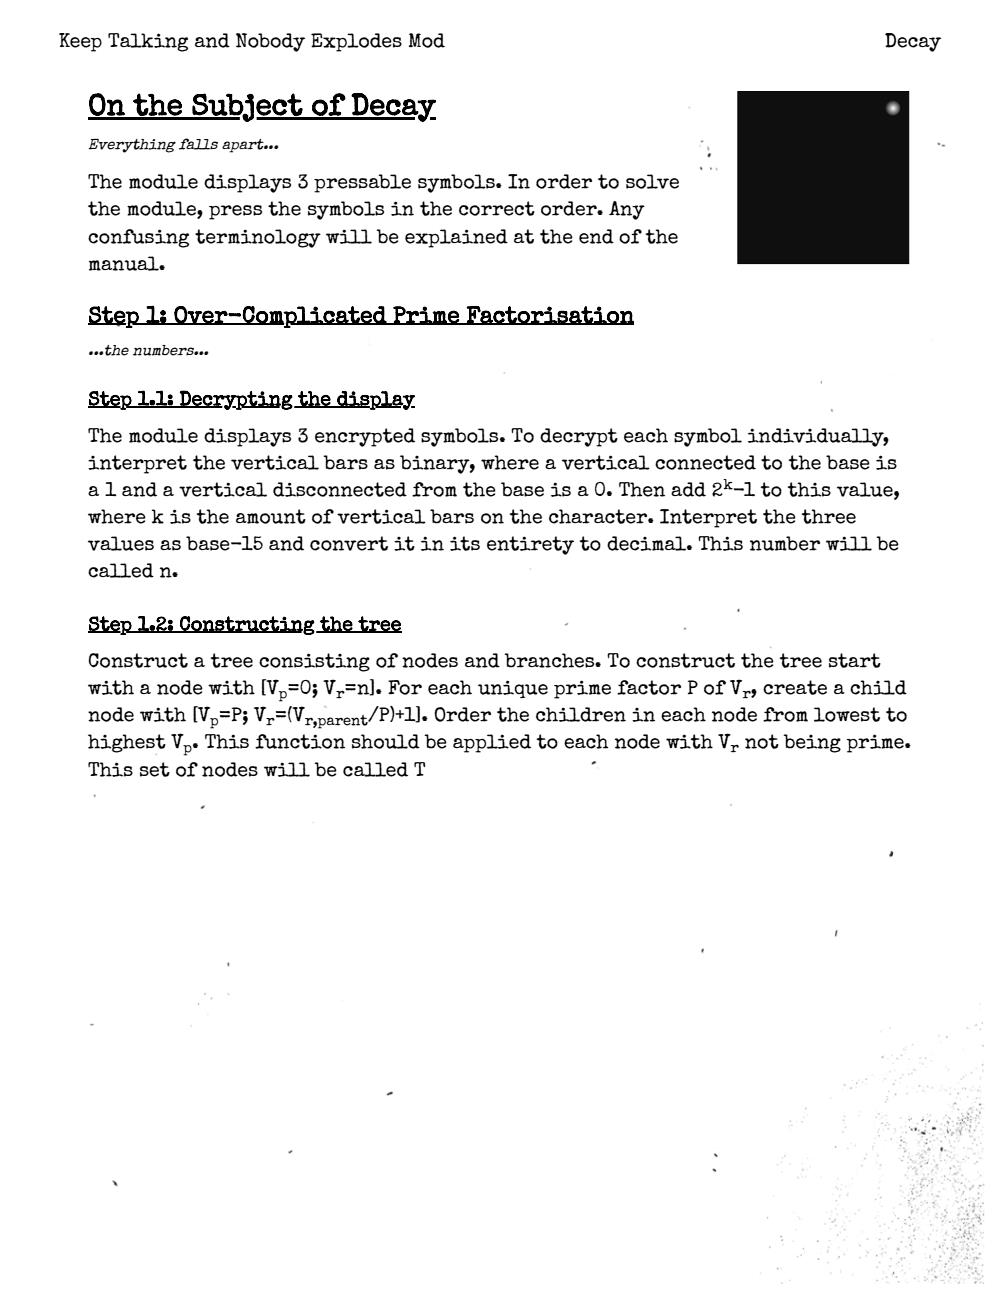 Keep Talking and Nobody Explodes Mod
Decay
On the Subject of Decay
Everything falls apart...
The module displays 3 pressable symbols. In order to solve
the module, press the symbols in the correct order. Any
confusing terminology will be explained at the end of the
manual.
Step 1: Over-Complicated Prime Factorisation
...the numbers...
Step 1.1: Decrypting the display
The module displays 3 encrypted symbols. To decrypt each symbol individually,
interpret the vertical bars as binary, where a vertical connected to the base is
a 1 and a vertical disconnected from the base is a 0. Then add 2ᵏ-1 to this value,
where k is the amount of vertical bars on the character. Interpret the three
values as base-15 and convert it in its entirety to decimal. This number will be
called n.
Step 1.2: Constructing the tree
Construct a tree consisting of nodes and branches. To construct the tree start
with a node with [Vₚ=0; Vᵣ=n]. For each unique prime factor P of Vᵣ, create a child
node with [Vₚ=P; Vᵣ=(Vr,parent/P)+1]. Order the children in each node from lowest to
highest Vₚ. This function should be applied to each node with Vᵣ not being prime.
This set of nodes will be called T